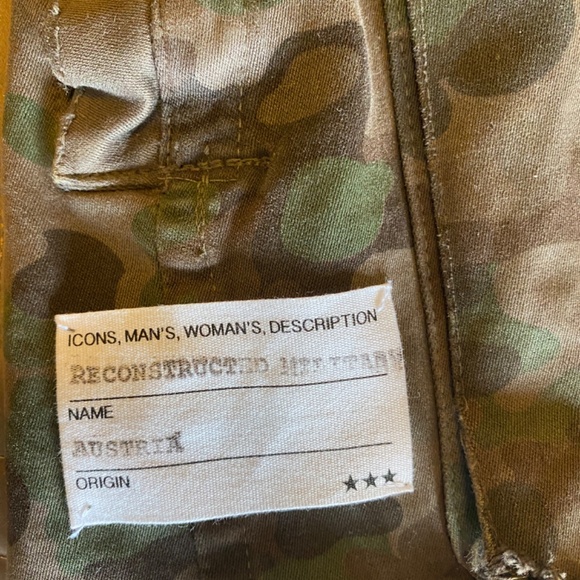 ICONS, MAN'S, WOMAN'S, DESCRIPTION
RECONSTRUCTED MILITARY
NAME
AUSTRIA
ORIGIN ★★★